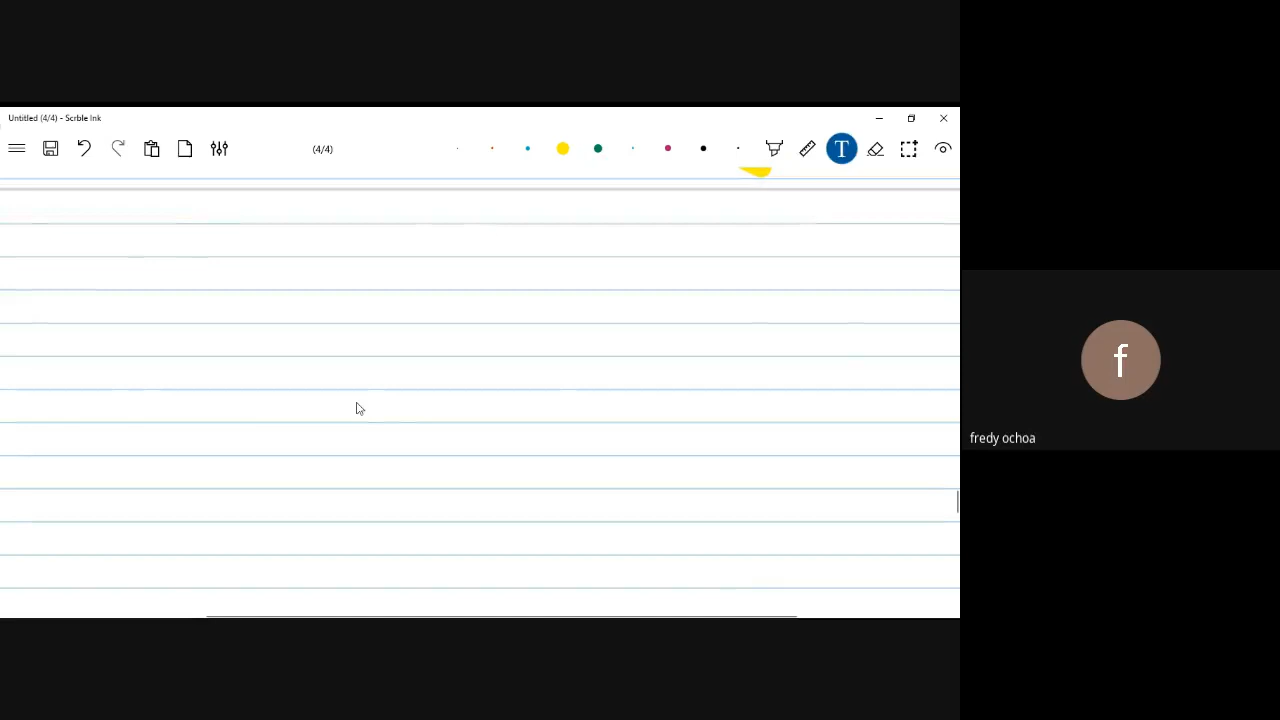 Untitled (4/4) - Scrble Ink
(4/4)
T
f
fredy ochoa